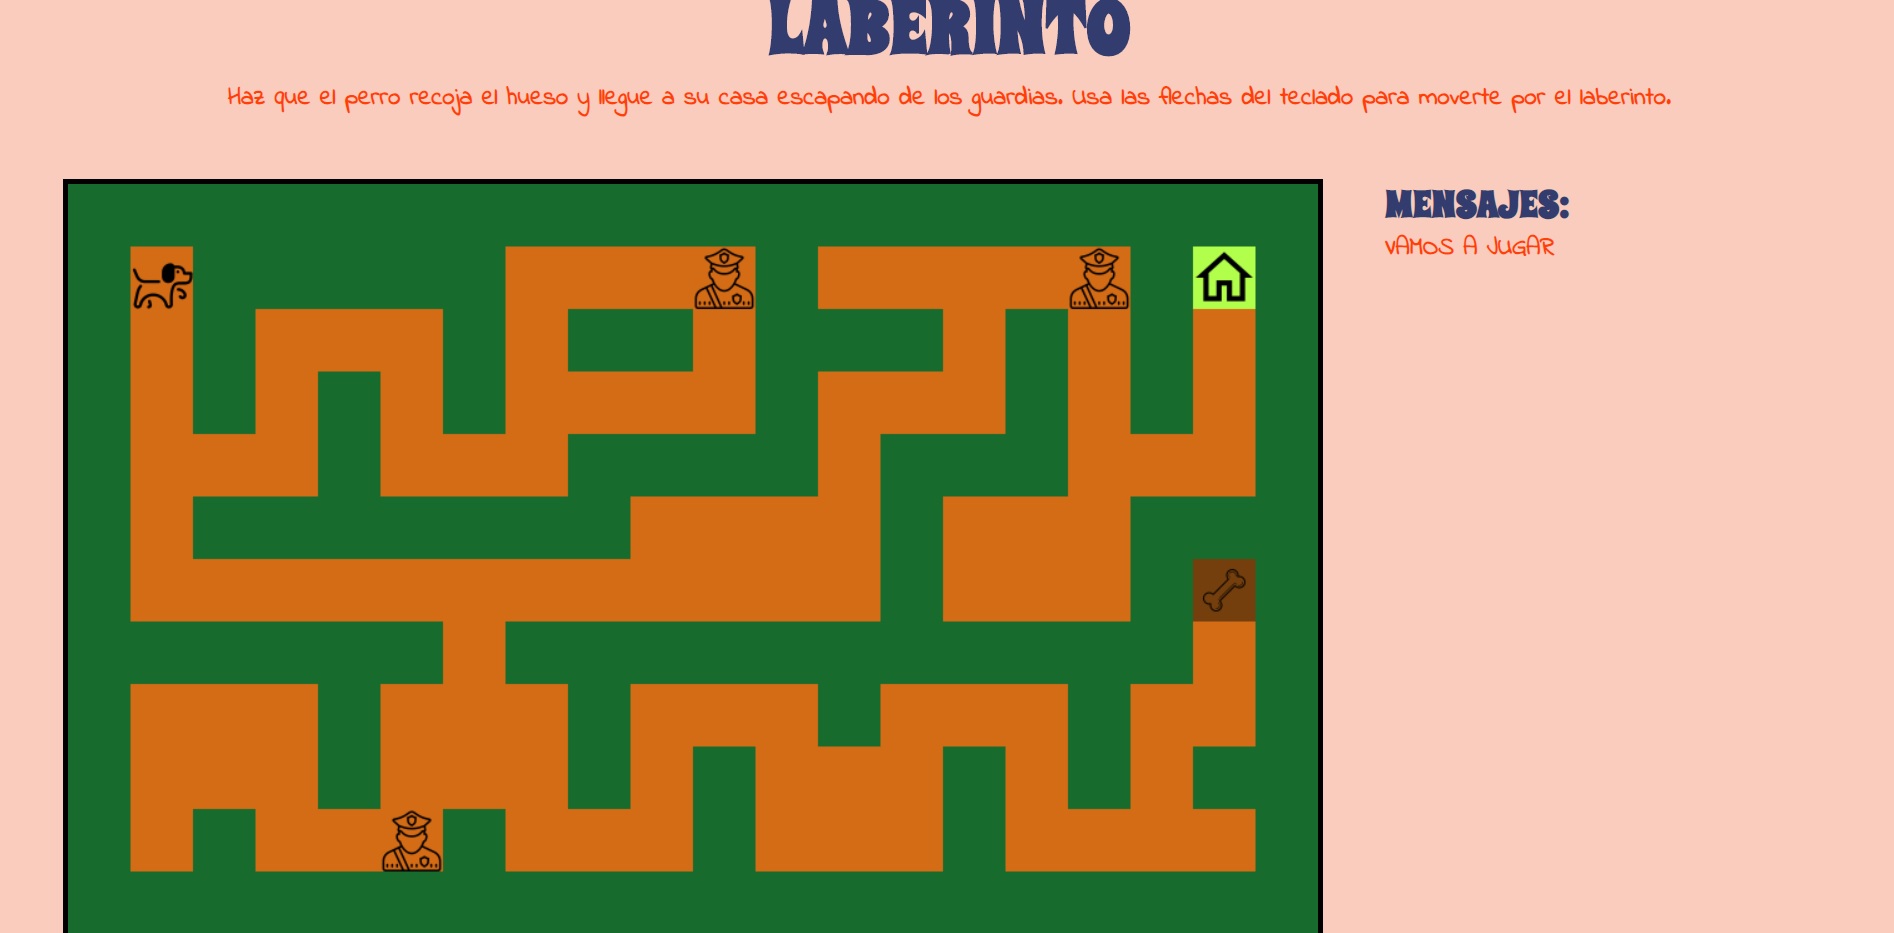 LABERINTO
Haz que el perro recoja el hueso y llegue a su casa escapando de los guardias. Usa las flechas del teclado para moverte por el laberinto.
MENSAJES:
VAMOS A JUGAR